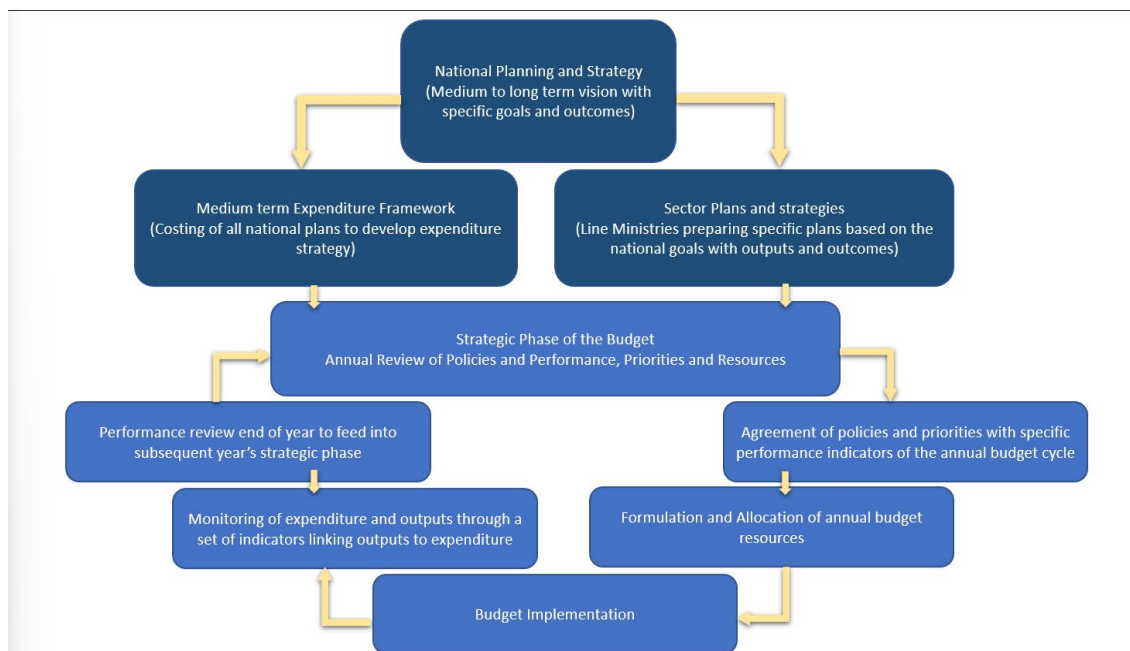 National Planning and Strategy
(Medium to long term vision with
specific goals and outcomes)
Medium term Expenditure Framework
(Costing of all national plans to develop expenditure
strategy)
Sector Plans and strategies
(Line Ministries preparing specific plans based on the
national goals with outputs and outcomes)
Strategic Phase of the Budget
Annual Review of Policies and Performance, Priorities and Resources
Performance review end of year to feed into
subsequent year's strategic phase
Agreement of policies and priorities with specific
performance indicators of the annual budget cycle
Monitoring of expenditure and outputs through a
set of indicators linking outputs to expenditure
Formulation and Allocation of annual budget
resources
Budget Implementation